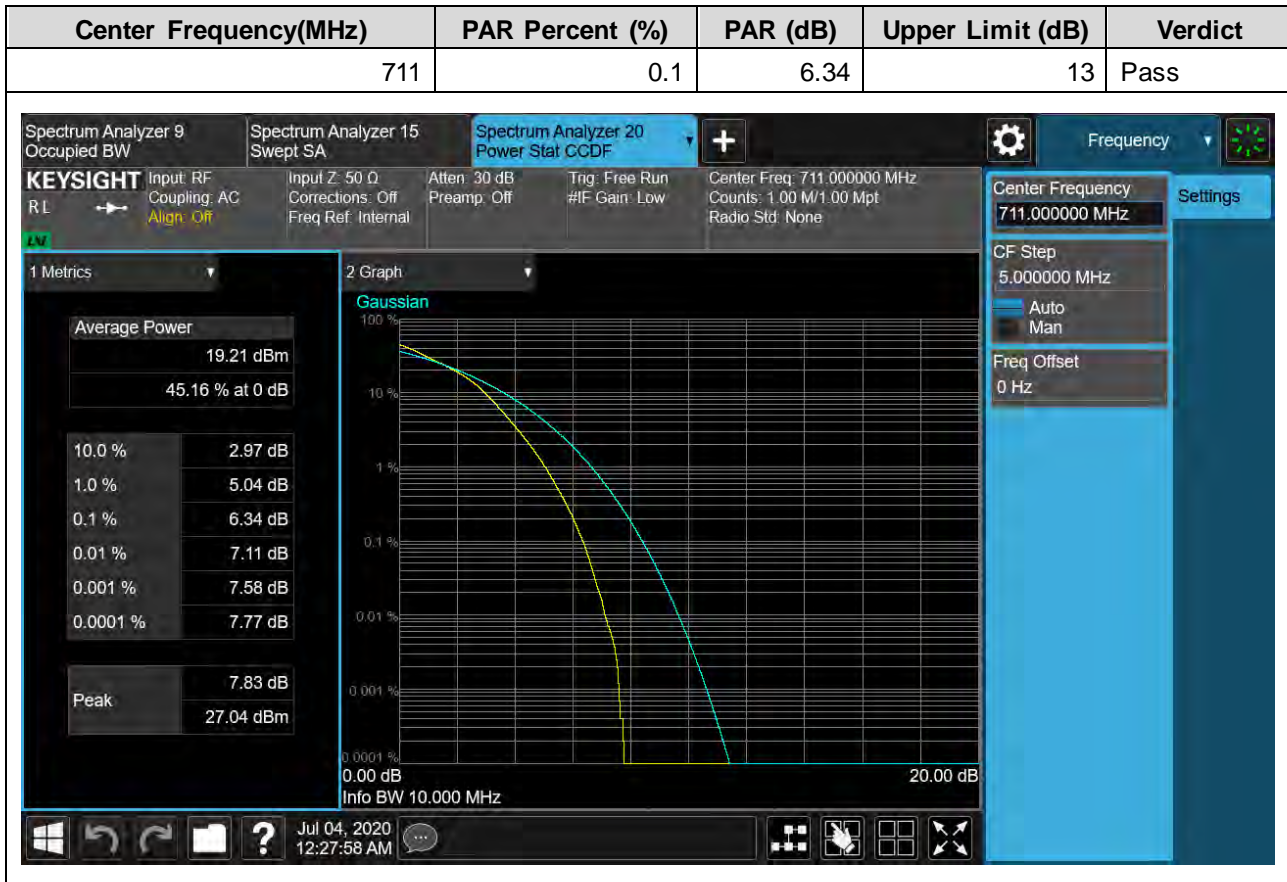 Center Frequency(MHz) PAR Percent (%) PAR (dB) Upper Limit (dB) Verdict
711 0.1 6.34 13 Pass
Spectrum Analyzer 9
Occupied BW
Spectrum Analyzer 15
Swept SA
Spectrum Analyzer 20
Power Stat CCDF
Frequency
KEYSIGHT
RL
LNI
Input: RF
Coupling: AC
Align: Off
Input Z: 50 Ω
Corrections: Off
Freq Ref: Internal
Atten: 30 dB
Preamp: Off
Trig: Free Run
#IF Gain: Low
Center Freq: 711.000000 MHz
Counts: 1.00 M/1.00 Mpt
Radio Std: None
Center Frequency
711.000000 MHz
Settings
CF Step
5.000000 MHz
Auto
Man
Freq Offset
0 Hz
1 Metrics
Average Power
19.21 dBm
45.16 % at 0 dB
10.0 % 2.97 dB
1.0 % 5.04 dB
0.1 % 6.34 dB
0.01 % 7.11 dB
0.001 % 7.58 dB
0.0001 % 7.77 dB
Peak
7.83 dB
27.04 dBm
2 Graph
Gaussian
100 %
10 %
1 %
0.1 %
0.01 %
0.001 %
0.0001 %
0.00 dB 20.00 dB
Info BW 10.000 MHz
?
Jul 04, 2020
12:27:58 AM